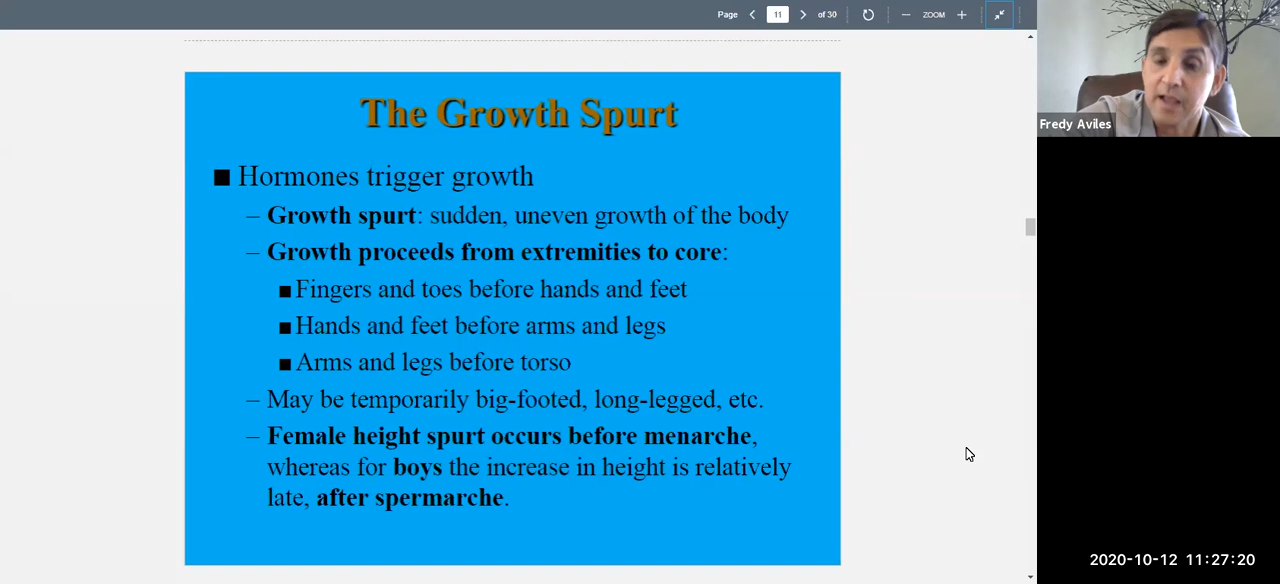 Page 11 of 30 ZOOM
The Growth Spurt
Hormones trigger growth
– Growth spurt: sudden, uneven growth of the body
– Growth proceeds from extremities to core:
Fingers and toes before hands and feet
Hands and feet before arms and legs
Arms and legs before torso
– May be temporarily big-footed, long-legged, etc.
– Female height spurt occurs before menarche,
whereas for boys the increase in height is relatively
late, after spermarche.
Fredy Aviles
2020-10-12 11:27:20